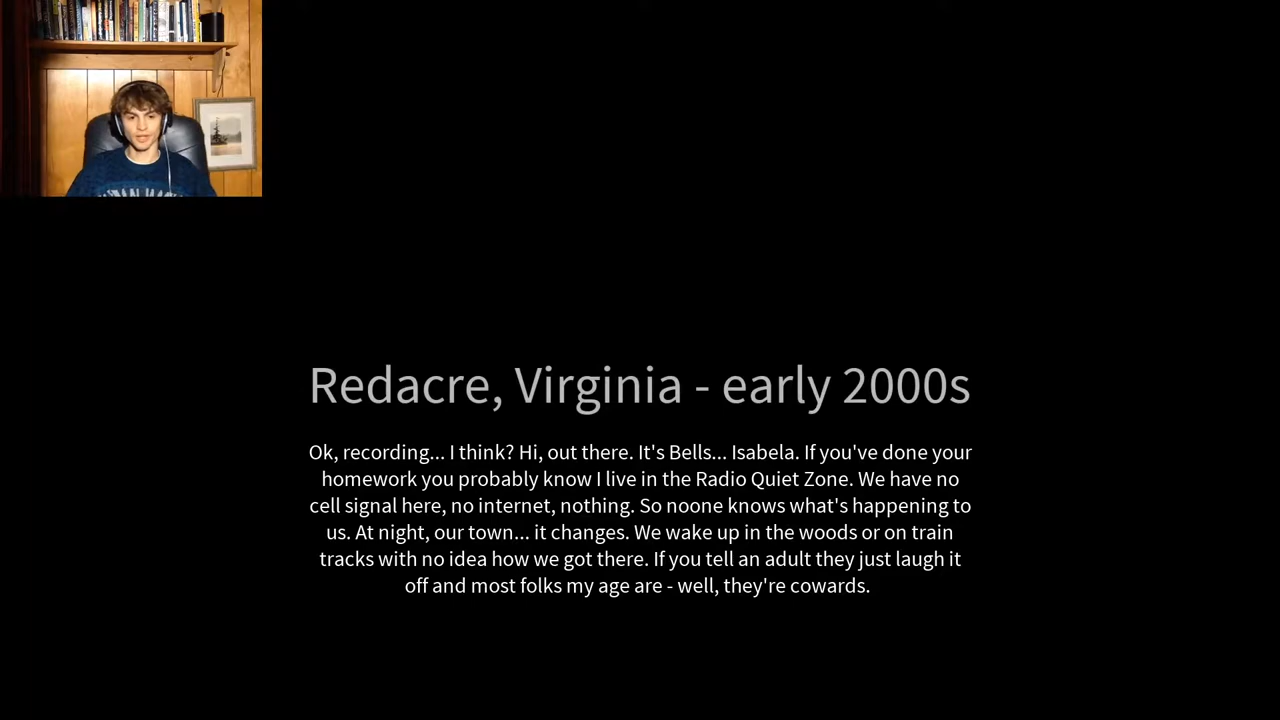 Redacre, Virginia - early 2000s
Ok, recording... I think? Hi, out there. It's Bells... Isabela. If you've done your
homework you probably know I live in the Radio Quiet Zone. We have no
cell signal here, no internet, nothing. So noone knows what's happening to
us. At night, our town... it changes. We wake up in the woods or on train
tracks with no idea how we got there. If you tell an adult they just laugh it
off and most folks my age are - well, they're cowards.